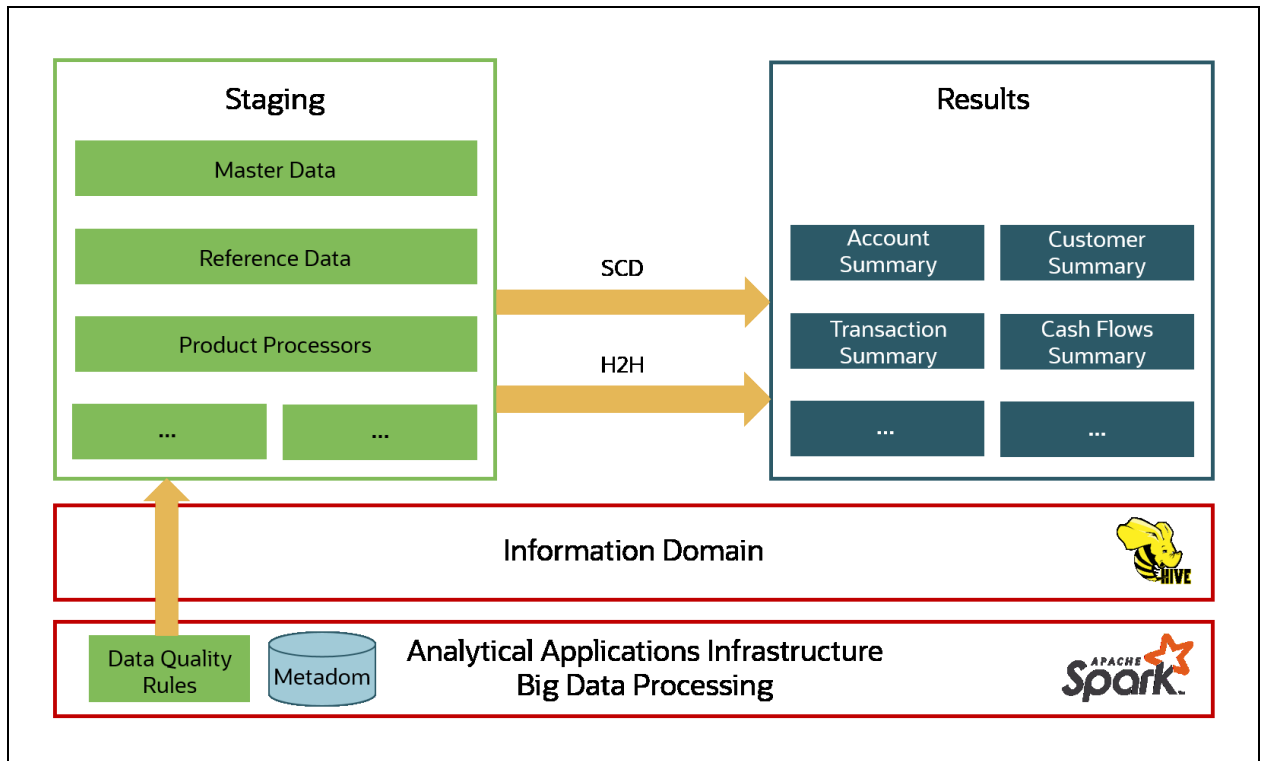 Staging
Master Data
Reference Data
Product Processors
...
...
SCD
H2H
Results
Account
Summary
Customer
Summary
Transaction
Summary
Cash Flows
Summary
...
...
Information Domain
HIVE
Data Quality
Rules
Metadom
Analytical Applications Infrastructure
Big Data Processing
APACHE
Spark™